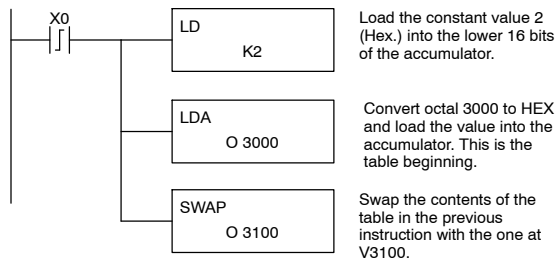 X0
LD
K2
Load the constant value 2
(Hex.) into the lower 16 bits
of the accumulator.
LDA
O 3000
Convert octal 3000 to HEX
and load the value into the
accumulator. This is the
table beginning.
SWAP
O 3100
Swap the contents of the
table in the previous
instruction with the one at
V3100.